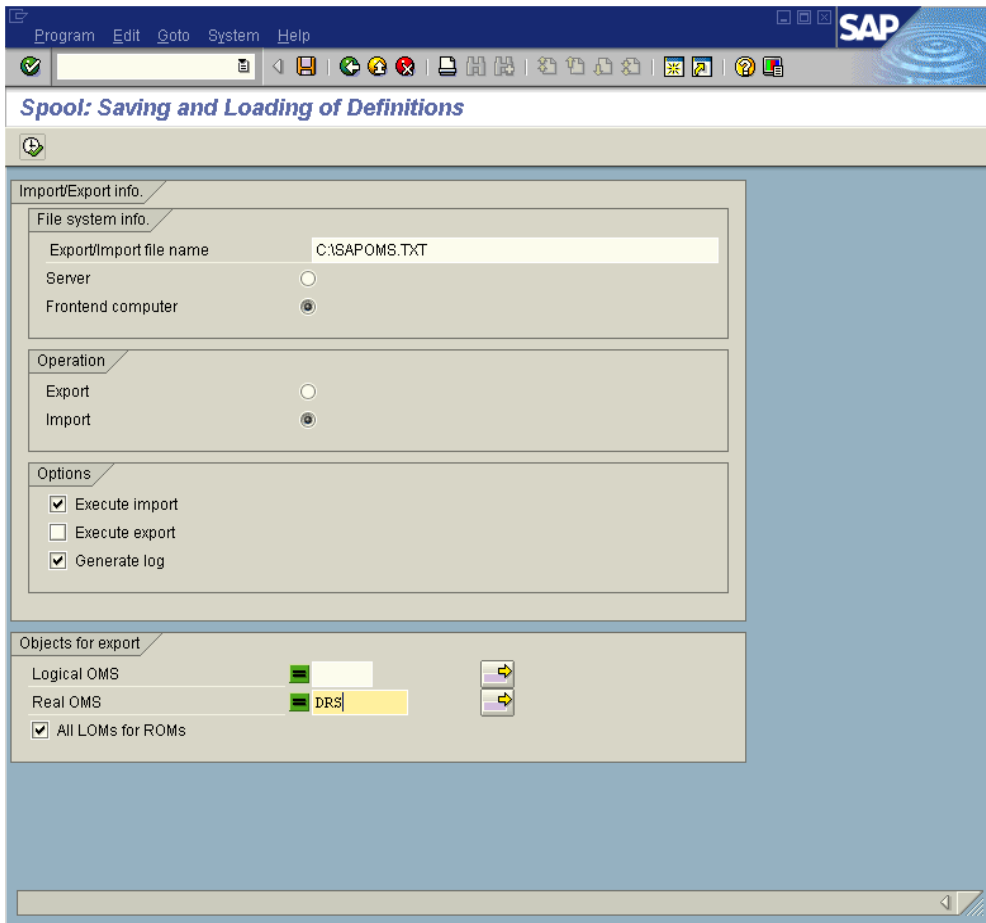 Program Edit Goto System Help
SAP
Spool: Saving and Loading of Definitions
Import/Export info.
File system info.
Export/Import file name C:\SAPOMS.TXT
Server
Frontend computer
Operation
Export
Import
Options
Execute import
Execute export
Generate log
Objects for export
Logical OMS
Real OMS DRS
All LOMs for ROMs